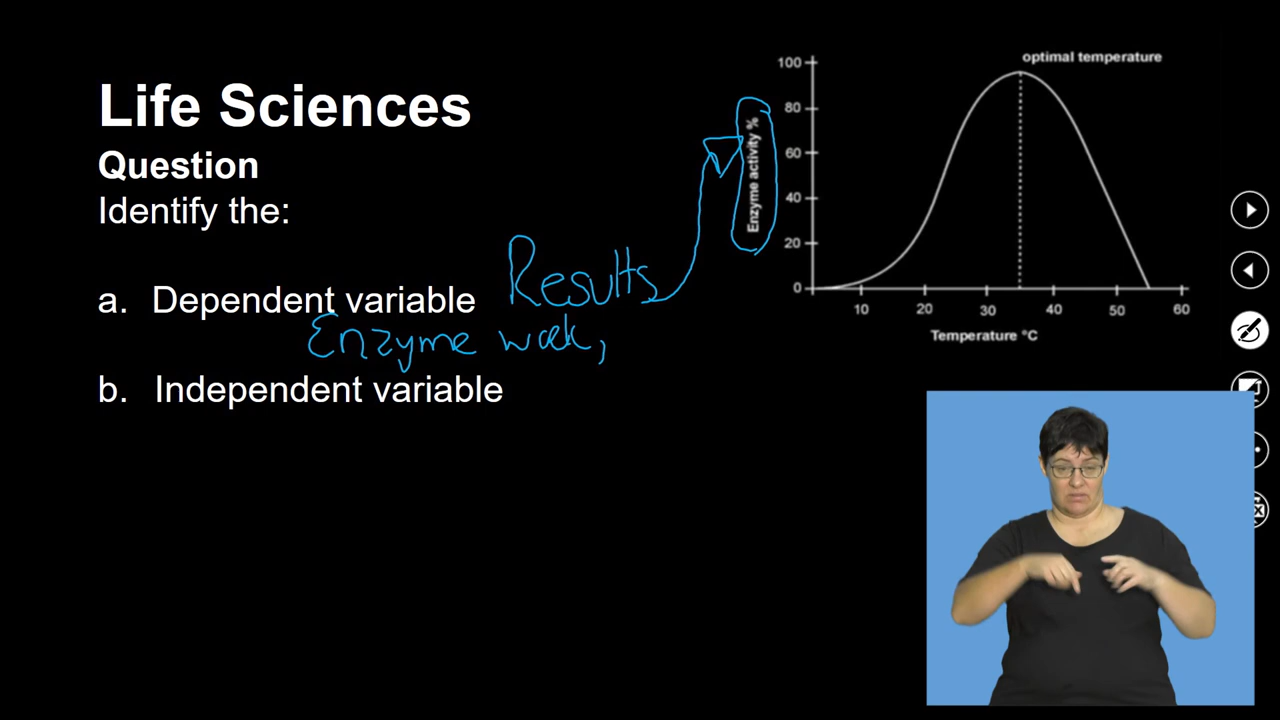 Life Sciences
Question
Identify the:
a. Dependent variable
Results
Enzyme
b. Independent variable
optimal temperature
Enzyme activity %
100
80
60
40
20
0
10 20 30 40 50 60
Temperature °C